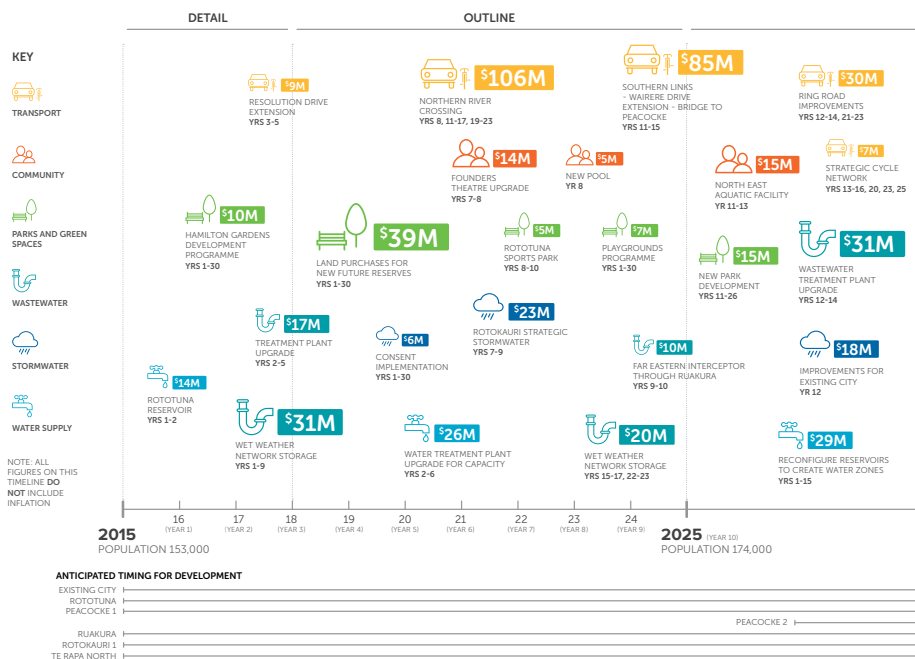 DETAIL
OUTLINE
KEY
TRANSPORT
COMMUNITY
PARKS AND GREEN
SPACES
WASTEWATER
STORMWATER
WATER SUPPLY
NOTE: ALL
FIGURES ON THIS
TIMELINE DO
NOT INCLUDE
INFLATION
$9M
RESOLUTION DRIVE
EXTENSION
YRS 3-5
$106M
NORTHERN RIVER
CROSSING
YRS 8, 11-17, 19-23
$85M
SOUTHERN LINKS
- WAIRERE DRIVE
EXTENSION - BRIDGE TO
PEACOCKE
YRS 11-15
$30M
RING ROAD
IMPROVEMENTS
YRS 12-14, 21-23
$14M
FOUNDERS
THEATRE UPGRADE
YRS 7-8
$5M
NEW POOL
YR 8
$15M
NORTH EAST
AQUATIC FACILITY
YR 11-13
$7M
STRATEGIC CYCLE
NETWORK
YRS 13-16, 20, 23, 25
$10M
HAMILTON GARDENS
DEVELOPMENT
PROGRAMME
YRS 1-30
$39M
LAND PURCHASES FOR
NEW FUTURE RESERVES
YRS 1-30
$5M
ROTOTUNA
SPORTS PARK
YRS 8-10
$7M
PLAYGROUNDS
PROGRAMME
YRS 1-30
$15M
NEW PARK
DEVELOPMENT
YRS 11-26
$31M
WASTEWATER
TREATMENT PLANT
UPGRADE
YRS 12-14
$17M
TREATMENT PLANT
UPGRADE
YRS 2-5
$6M
CONSENT
IMPLEMENTATION
YRS 1-30
$23M
ROTOKAURI STRATEGIC
STORMWATER
YRS 7-9
$10M
FAR EASTERN INTERCEPTOR
THROUGH RUAKURA
YRS 9-10
$18M
IMPROVEMENTS FOR
EXISTING CITY
YR 12
$14M
ROTOTUNA
RESERVOIR
YRS 1-2
$31M
WET WEATHER
NETWORK STORAGE
YRS 1-9
$26M
WATER TREATMENT PLANT
UPGRADE FOR CAPACITY
YRS 2-6
$20M
WET WEATHER
NETWORK STORAGE
YRS 15-17, 22-23
$29M
RECONFIGURE RESERVOIRS
TO CREATE WATER ZONES
YRS 1-15
16 17 18 19 20 21 22 23 24
(YEAR 1) (YEAR 2) (YEAR 3) (YEAR 4) (YEAR 5) (YEAR 6) (YEAR 7) (YEAR 8) (YEAR 9)
2015 2025 (YEAR 10)
POPULATION 153,000 POPULATION 174,000
ANTICIPATED TIMING FOR DEVELOPMENT
EXISTING CITY
ROTOTUNA
PEACOCKE 1
PEACOCKE 2
RUAKURA
ROTOKAURI 1
TE RAPA NORTH